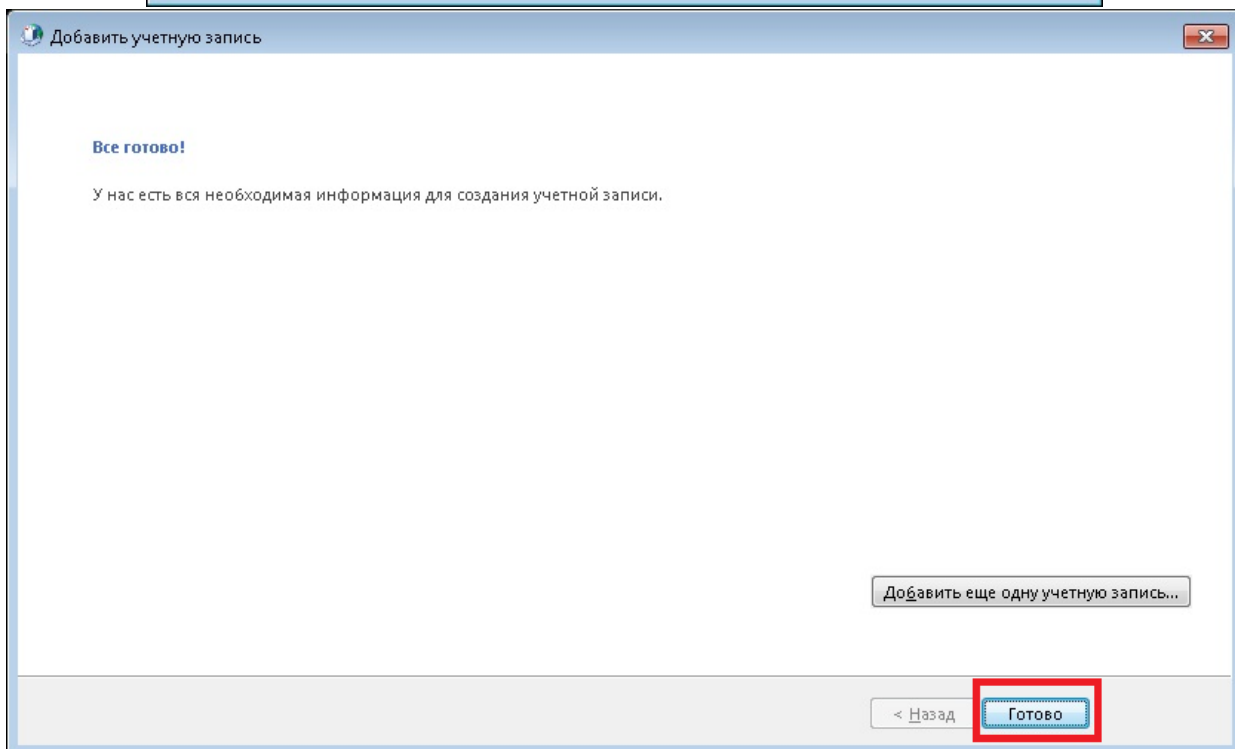 Добавить учетную запись
Все готово!
У нас есть вся необходимая информация для создания учетной записи.
Добавить еще одну учетную запись...
< Назад
Готово